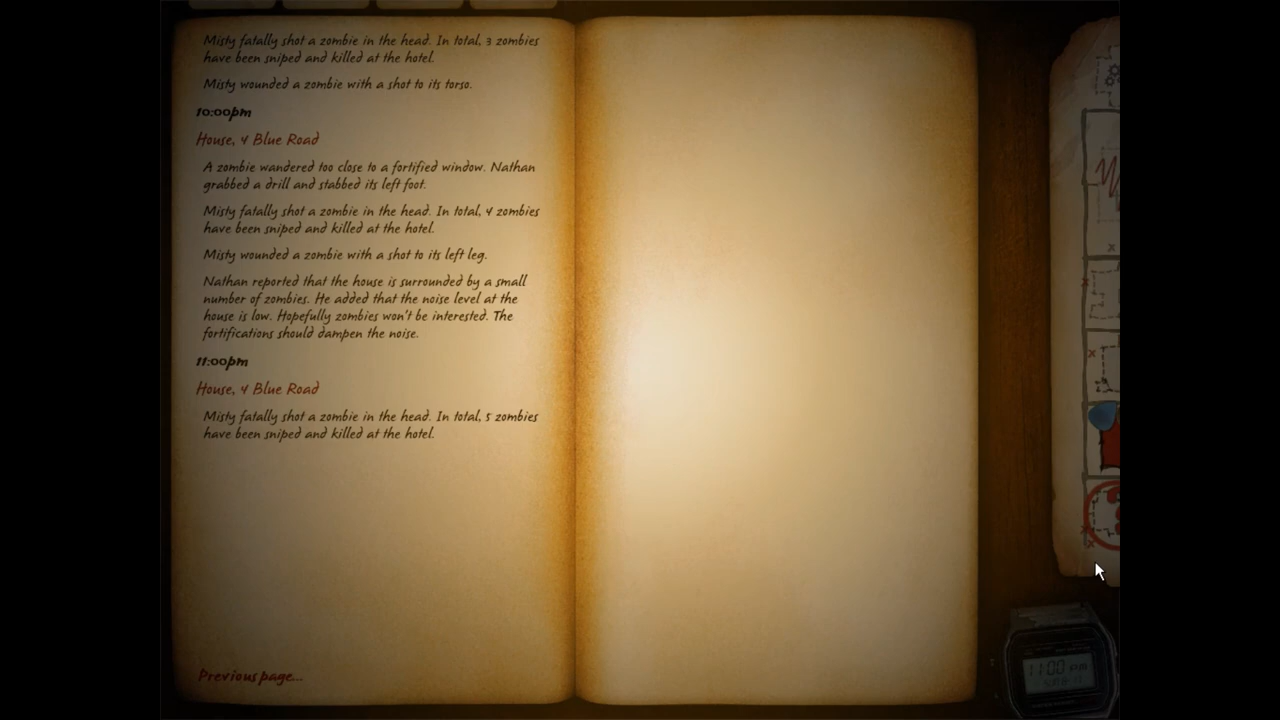 Misty fatally shot a zombie in the head. In total, 3 zombies
have been sniped and killed at the hotel.
Misty wounded a zombie with a shot to its torso.
10:00pm
House, 4 Blue Road
A zombie wandered too close to a fortified window. Nathan
grabbed a drill and stabbed its left foot.
Misty fatally shot a zombie in the head. In total, 4 zombies
have been sniped and killed at the hotel.
Misty wounded a zombie with a shot to its left leg.
Nathan reported that the house is surrounded by a small
number of zombies. He added that the noise level at the
house is low. Hopefully zombies won't be interested. The
fortifications should dampen the noise.
11:00pm
House, 4 Blue Road
Misty fatally shot a zombie in the head. In total, 5 zombies
have been sniped and killed at the hotel.
Previous page...
11:00 pm